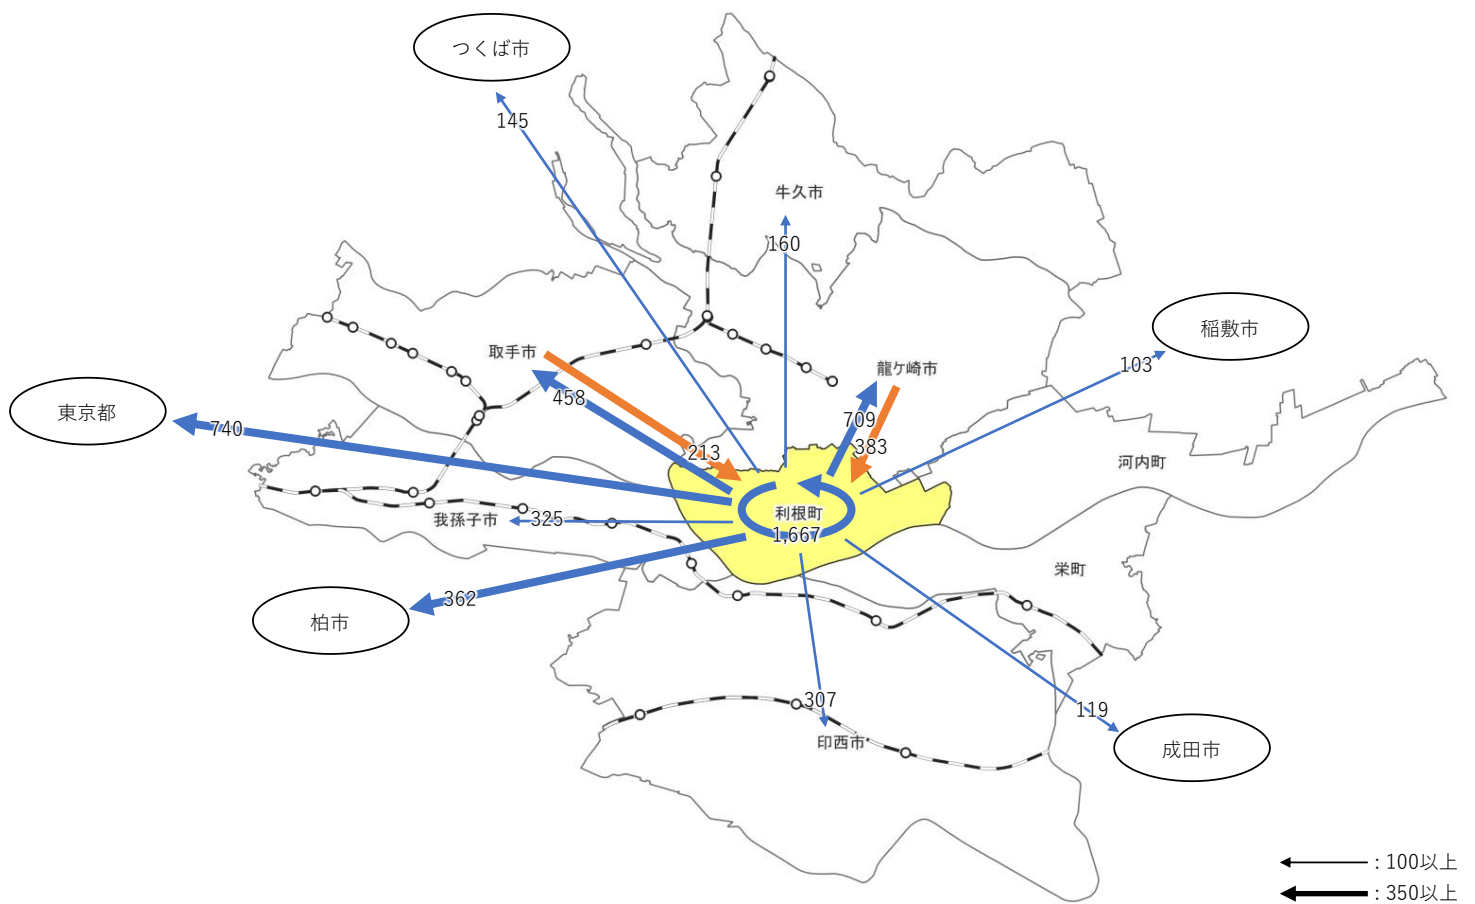 つくば市
145
牛久市
160
稲敷市
103
取手市
龍ケ崎市
458
709
東京都
740
213
383
河内町
我孫子市
325
利根町
1,667
栄町
362
柏市
307
119
印西市
成田市
：100以上
：350以上